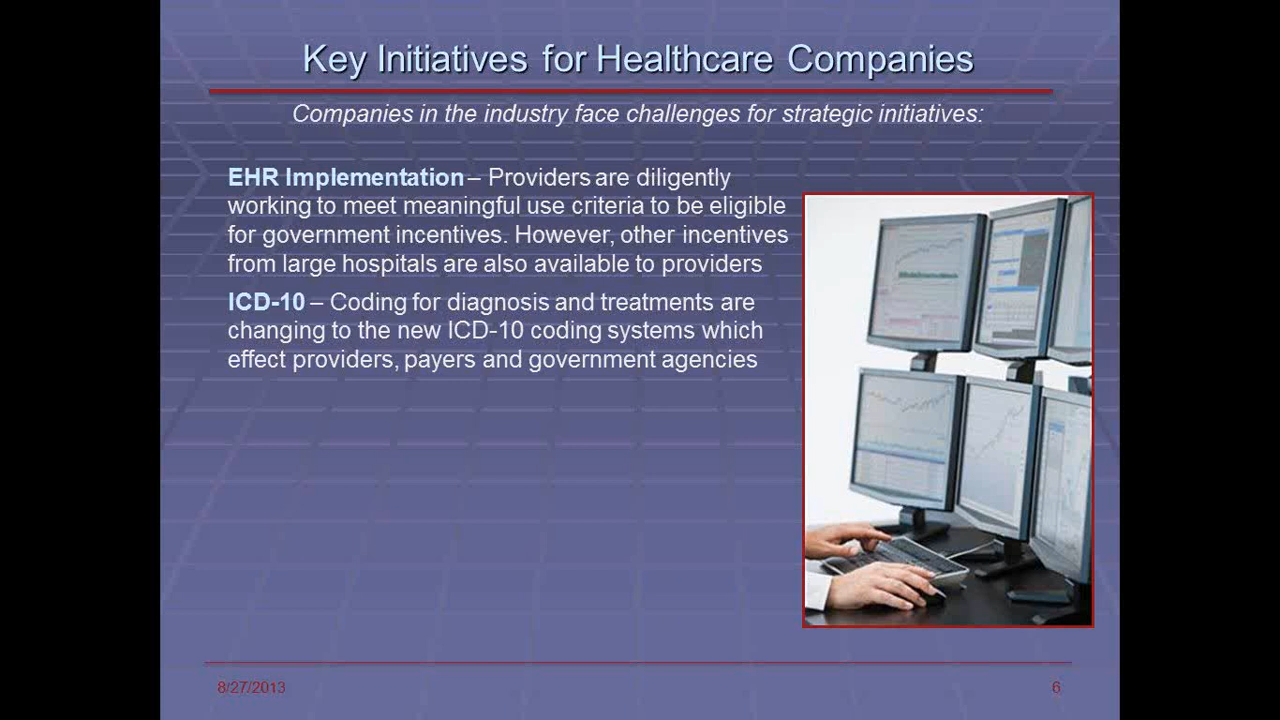 Key Initiatives for Healthcare Companies
Companies in the industry face challenges for strategic initiatives:
EHR Implementation – Providers are diligently
working to meet meaningful use criteria to be eligible
for government incentives. However, other incentives
from large hospitals are also available to providers
ICD-10 – Coding for diagnosis and treatments are
changing to the new ICD-10 coding systems which
effect providers, payers and government agencies
8/27/2013
6